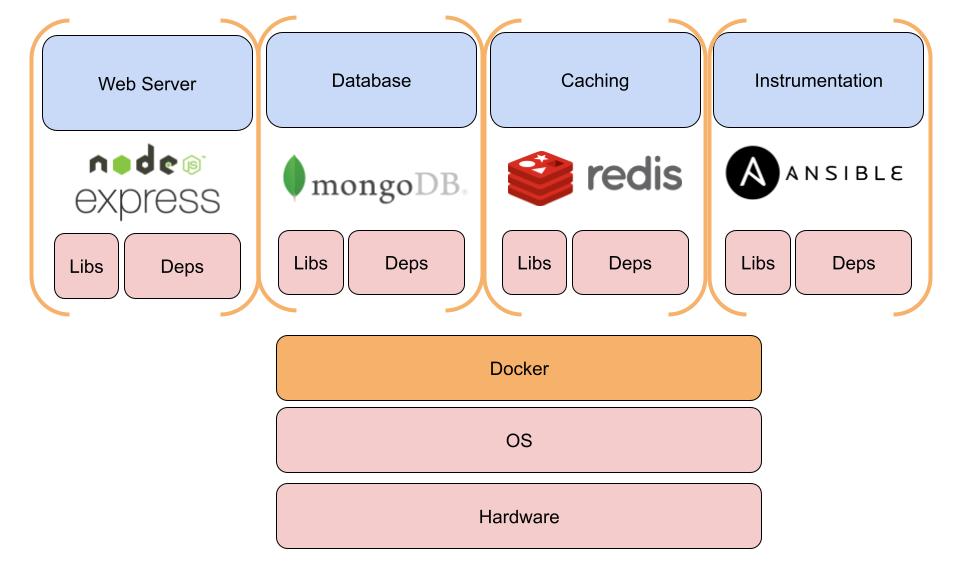 Web Server
Database
Caching
Instrumentation
node JS™
express
mongoDB®
redis
A ANSIBLE
Libs
Deps
Libs
Deps
Libs
Deps
Libs
Deps
Docker
OS
Hardware